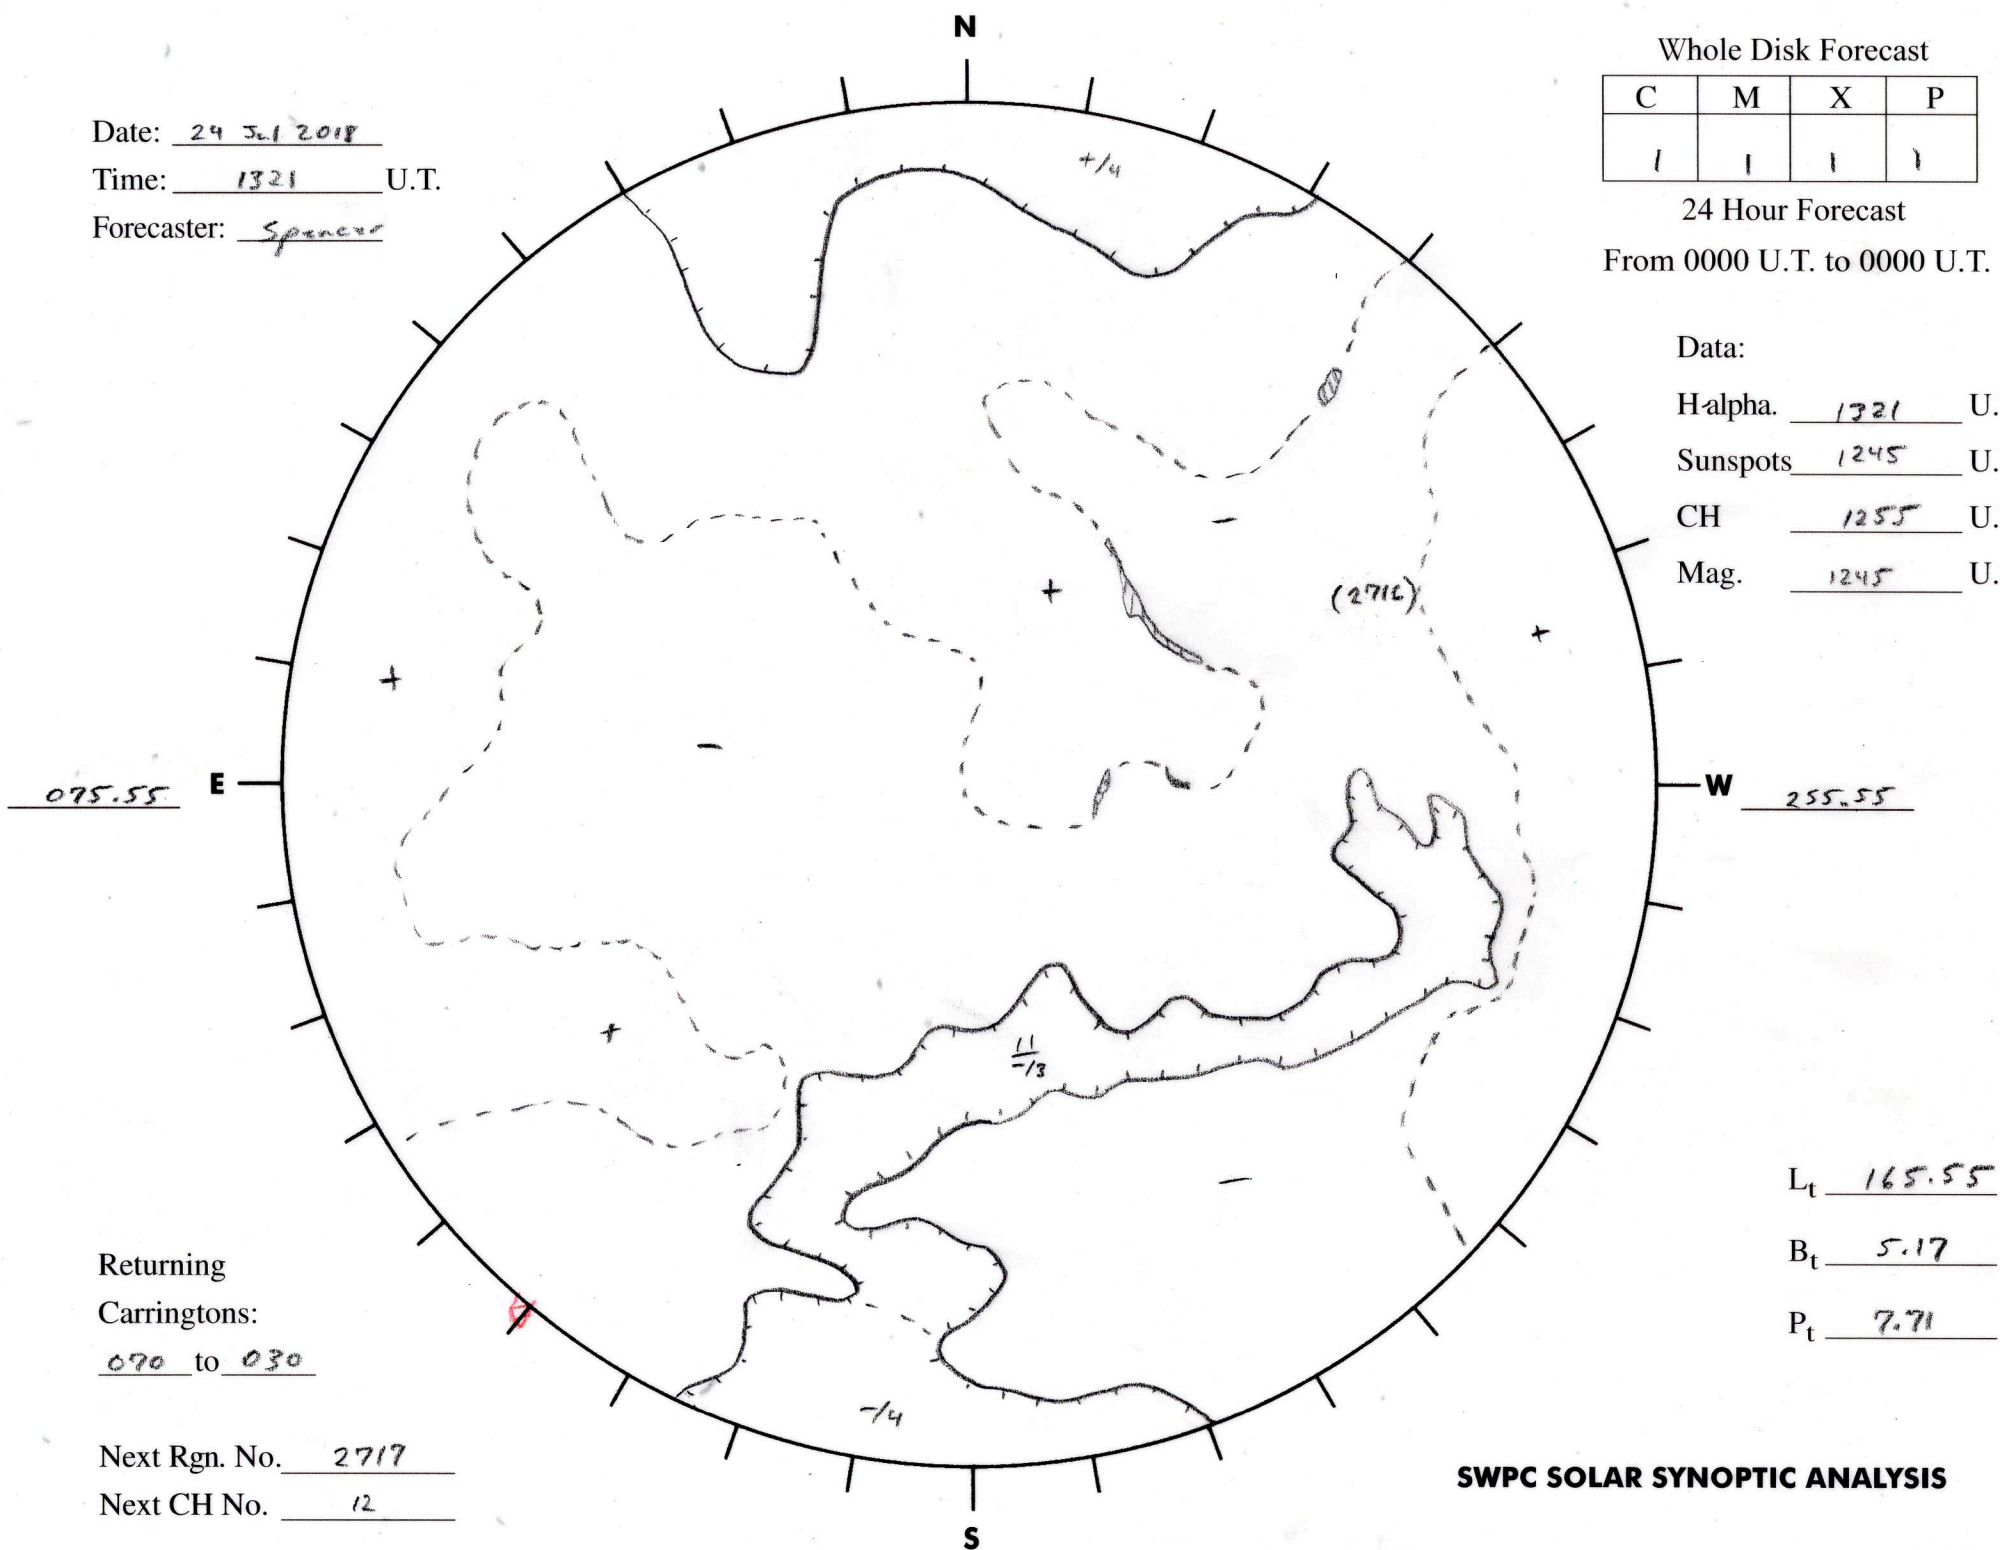 N
Whole Disk Forecast
C M X P
1 1 1 1
24 Hour Forecast
From 0000 U.T. to 0000 U.T.
Date: 24 Jul 2018
Time: 1321 U.T.
Forecaster: Spencer
+/4
Data:
H-alpha. 1321 U.
Sunspots 1245 U.
CH 1255 U.
Mag. 1245 U.
-
+
(2716)
+
+
-
075.55 E
W 255.55
+
11
-/3
-
Lt 165.55
Bt 5.17
Pt 7.71
Returning
Carringtons:
070 to 030
-/4
Next Rgn. No. 2717
Next CH No. 12
SWPC SOLAR SYNOPTIC ANALYSIS
S